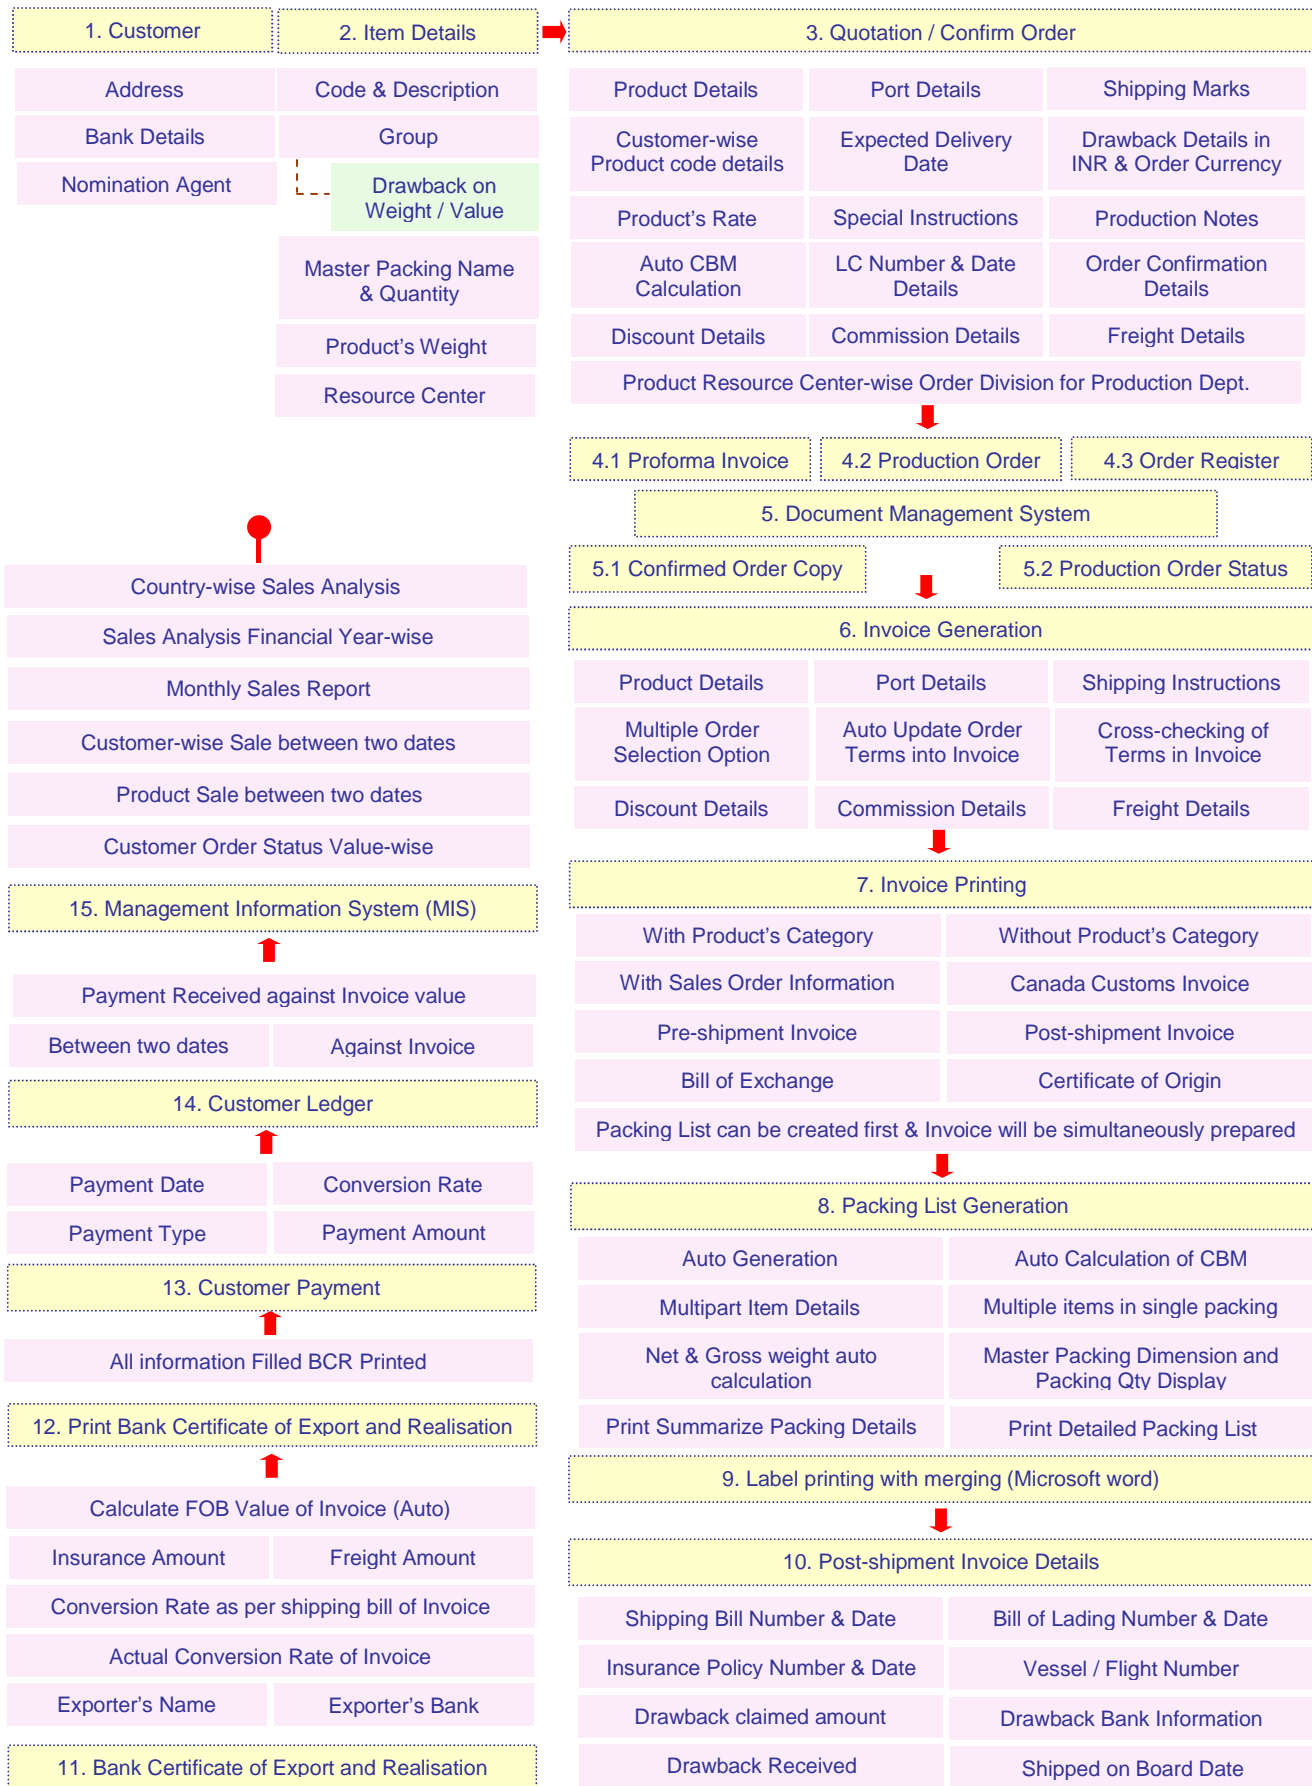 1. Customer
2. Item Details
3. Quotation / Confirm Order
Address
Bank Details
Nomination Agent
Code & Description
Group
Drawback on
Weight / Value
Master Packing Name
& Quantity
Product's Weight
Resource Center
Product Details
Port Details
Shipping Marks
Customer-wise
Product code details
Expected Delivery
Date
Drawback Details in
INR & Order Currency
Product's Rate
Special Instructions
Production Notes
Auto CBM
Calculation
LC Number & Date
Details
Order Confirmation
Details
Discount Details
Commission Details
Freight Details
Product Resource Center-wise Order Division for Production Dept.
4.1 Proforma Invoice
4.2 Production Order
4.3 Order Register
5. Document Management System
5.1 Confirmed Order Copy
5.2 Production Order Status
6. Invoice Generation
Product Details
Port Details
Shipping Instructions
Multiple Order
Selection Option
Auto Update Order
Terms into Invoice
Cross-checking of
Terms in Invoice
Discount Details
Commission Details
Freight Details
7. Invoice Printing
With Product's Category
Without Product's Category
With Sales Order Information
Canada Customs Invoice
Pre-shipment Invoice
Post-shipment Invoice
Bill of Exchange
Certificate of Origin
Packing List can be created first & Invoice will be simultaneously prepared
8. Packing List Generation
Auto Generation
Auto Calculation of CBM
Multipart Item Details
Multiple items in single packing
Net & Gross weight auto
calculation
Master Packing Dimension and
Packing Qty Display
Print Summarize Packing Details
Print Detailed Packing List
9. Label printing with merging (Microsoft word)
10. Post-shipment Invoice Details
Shipping Bill Number & Date
Bill of Lading Number & Date
Insurance Policy Number & Date
Vessel / Flight Number
Drawback claimed amount
Drawback Bank Information
Drawback Received
Shipped on Board Date
Country-wise Sales Analysis
Sales Analysis Financial Year-wise
Monthly Sales Report
Customer-wise Sale between two dates
Product Sale between two dates
Customer Order Status Value-wise
15. Management Information System (MIS)
Payment Received against Invoice value
Between two dates
Against Invoice
14. Customer Ledger
Payment Date
Conversion Rate
Payment Type
Payment Amount
13. Customer Payment
All information Filled BCR Printed
12. Print Bank Certificate of Export and Realisation
Calculate FOB Value of Invoice (Auto)
Insurance Amount
Freight Amount
Conversion Rate as per shipping bill of Invoice
Actual Conversion Rate of Invoice
Exporter's Name
Exporter's Bank
11. Bank Certificate of Export and Realisation